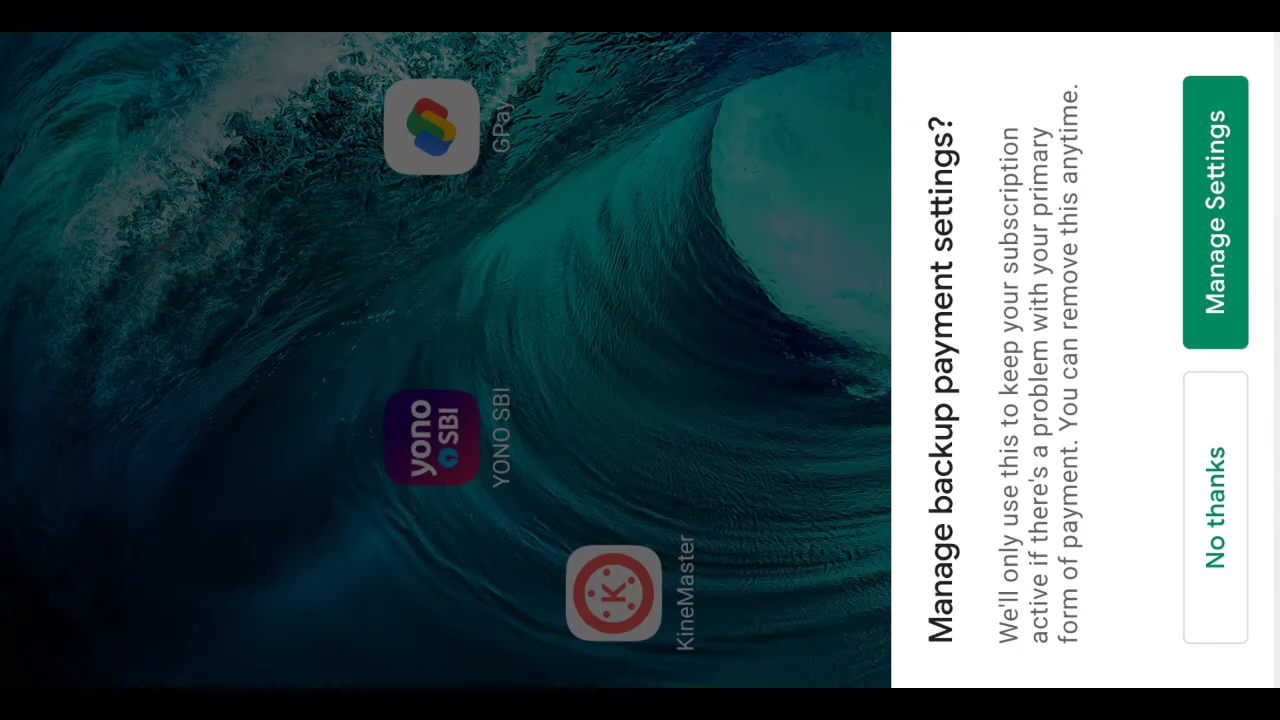 GPay
yono
SBI
YONO SBI
K
KineMaster
Manage backup payment settings?
We'll only use this to keep your subscription
active if there's a problem with your primary
form of payment. You can remove this anytime.
No thanks
Manage Settings